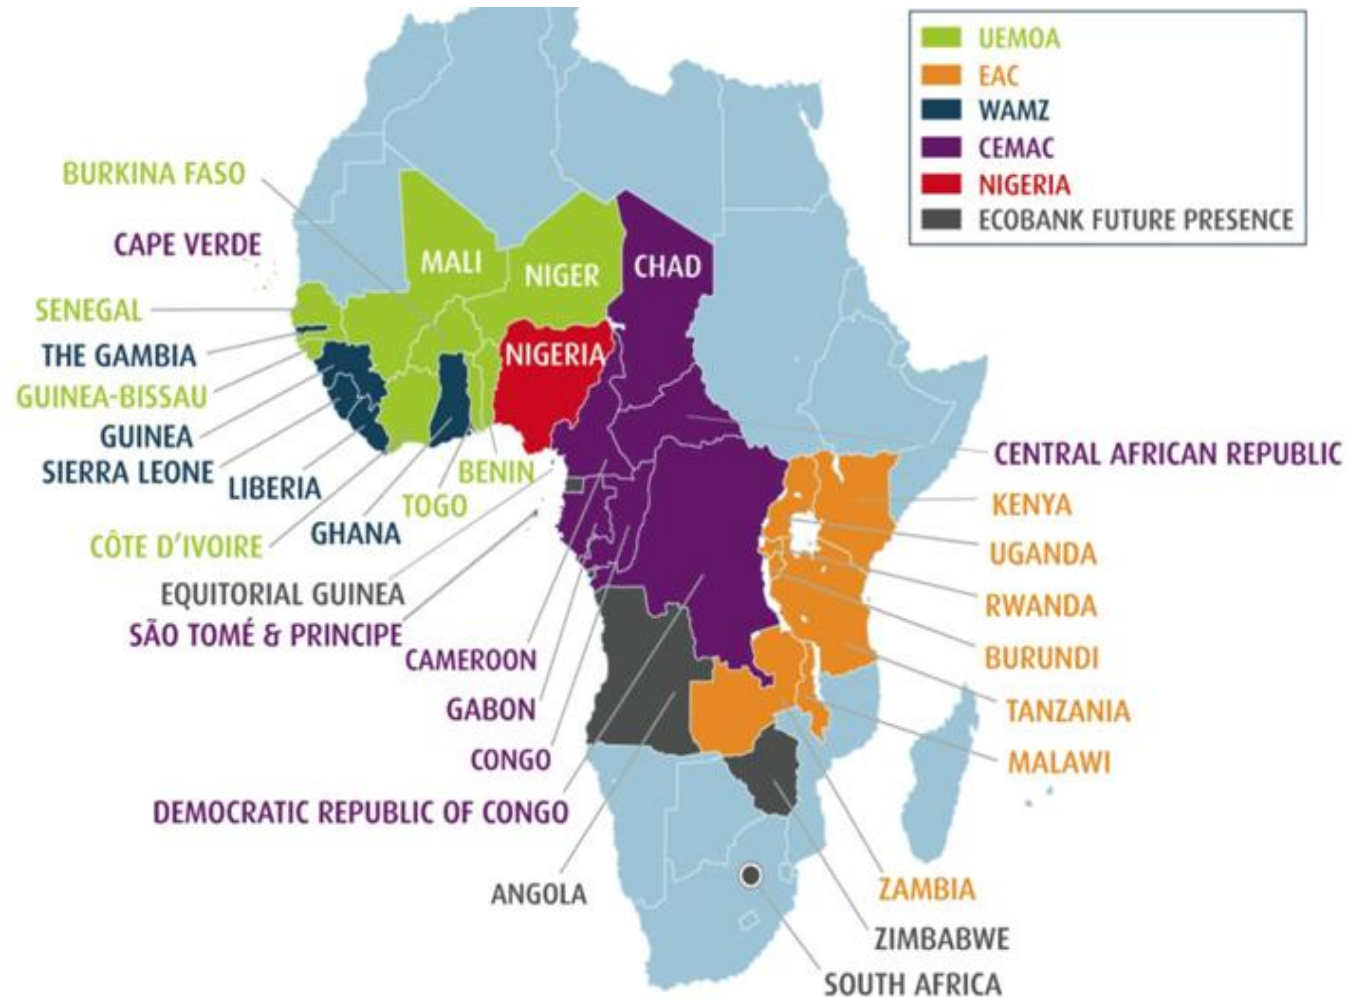 UEMOA
EAC
WAMZ
CEMAC
NIGERIA
ECOBANK FUTURE PRESENCE
BURKINA FASO
CAPE VERDE
MALI
NIGER
CHAD
SENEGAL
THE GAMBIA
NIGERIA
GUINEA-BISSAU
GUINEA
SIERRA LEONE
LIBERIA
BENIN
TOGO
GHANA
CÔTE D'IVOIRE
EQUITORIAL GUINEA
SÃO TOMÉ & PRINCIPE
CAMEROON
GABON
CONGO
DEMOCRATIC REPUBLIC OF CONGO
ANGOLA
CENTRAL AFRICAN REPUBLIC
KENYA
UGANDA
RWANDA
BURUNDI
TANZANIA
MALAWI
ZAMBIA
ZIMBABWE
SOUTH AFRICA